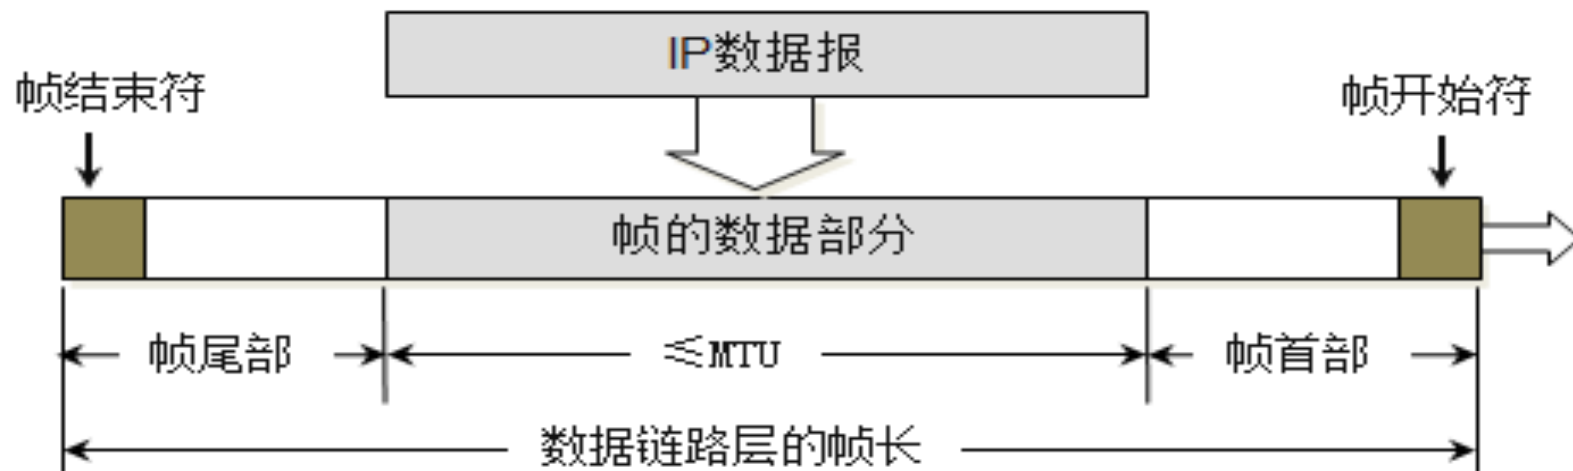 IP数据报
帧结束符
帧开始符
帧的数据部分
帧尾部
≤MTU
帧首部
数据链路层的帧长